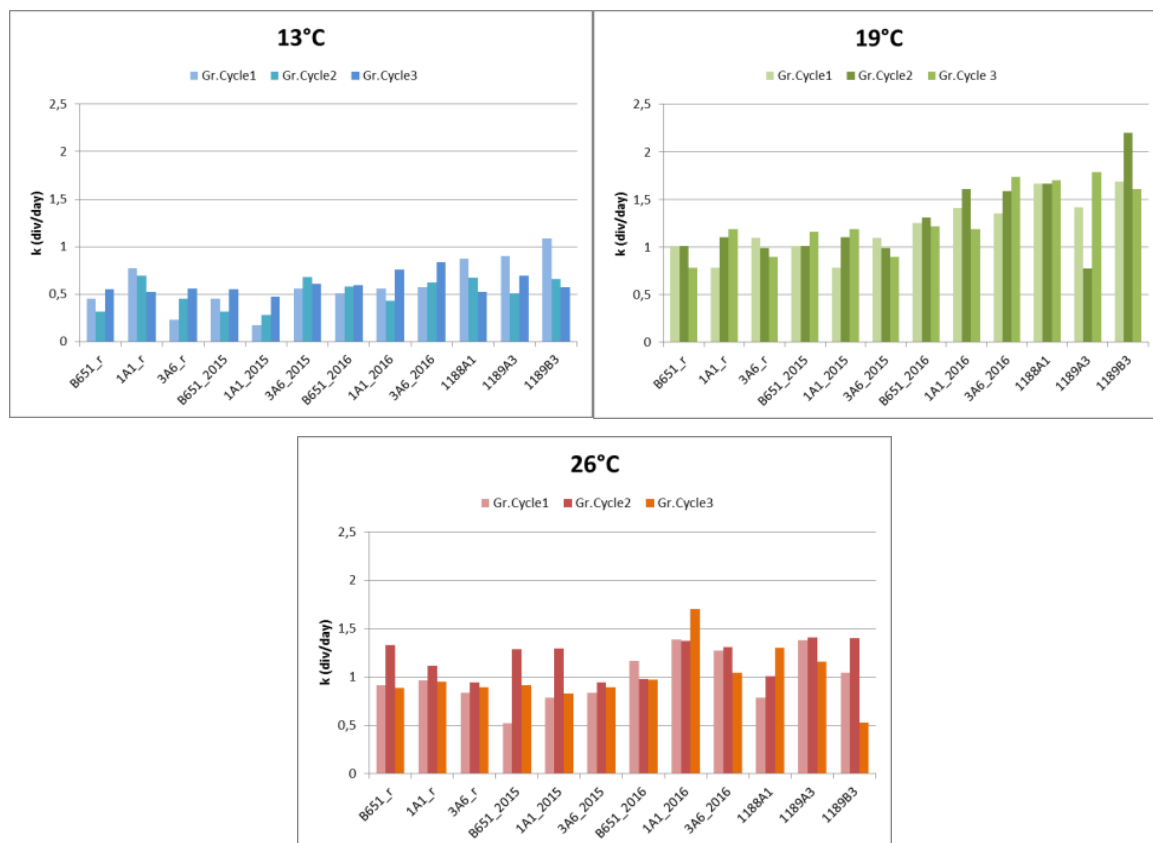 13°C
Gr.Cycle1 Gr.Cycle2 Gr.Cycle3
2,5
2
1,5
1
0,5
0
k (div/day)
B651_r 1A1_r 3A6_r B651_2015 1A1_2015 3A6_2015 B651_2016 1A1_2016 3A6_2016 1188A1 1189A3 1189B3
19°C
Gr.Cycle1 Gr.Cycle2 Gr.Cycle 3
2,5
2
1,5
1
0,5
0
k (div/day)
B651_r 1A1_r 3A6_r B651_2015 1A1_2015 3A6_2015 B651_2016 1A1_2016 3A6_2016 1188A1 1189A3 1189B3
26°C
Gr.Cycle1 Gr.Cycle2 Gr.Cycle3
2,5
2
1,5
1
0,5
0
k (div/day)
B651_r 1A1_r 3A6_r B651_2015 1A1_2015 3A6_2015 B651_2016 1A1_2016 3A6_2016 1188A1 1189A3 1189B3